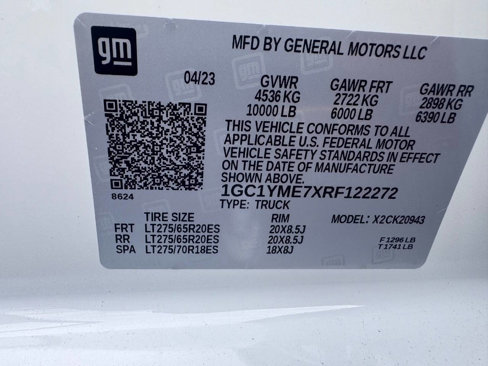 gm
MFD BY GENERAL MOTORS LLC
04/23 GVWR GAWR FRT GAWR RR
4536 KG 2722 KG 2898 KG
10000 LB 6000 LB 6390 LB
THIS VEHICLE CONFORMS TO ALL
APPLICABLE U.S. FEDERAL MOTOR
VEHICLE SAFETY STANDARDS IN EFFECT
ON THE DATE OF MANUFACTURE
SHOWN ABOVE.
8624 1GC1YME7XRF122272
TYPE: TRUCK
TIRE SIZE RIM MODEL: X2CK20943
FRT LT275/65R20ES 20X8.5J
RR LT275/65R20ES 20X8.5J F1296 LB
SPA LT275/70R18ES 18X8J T1741 LB